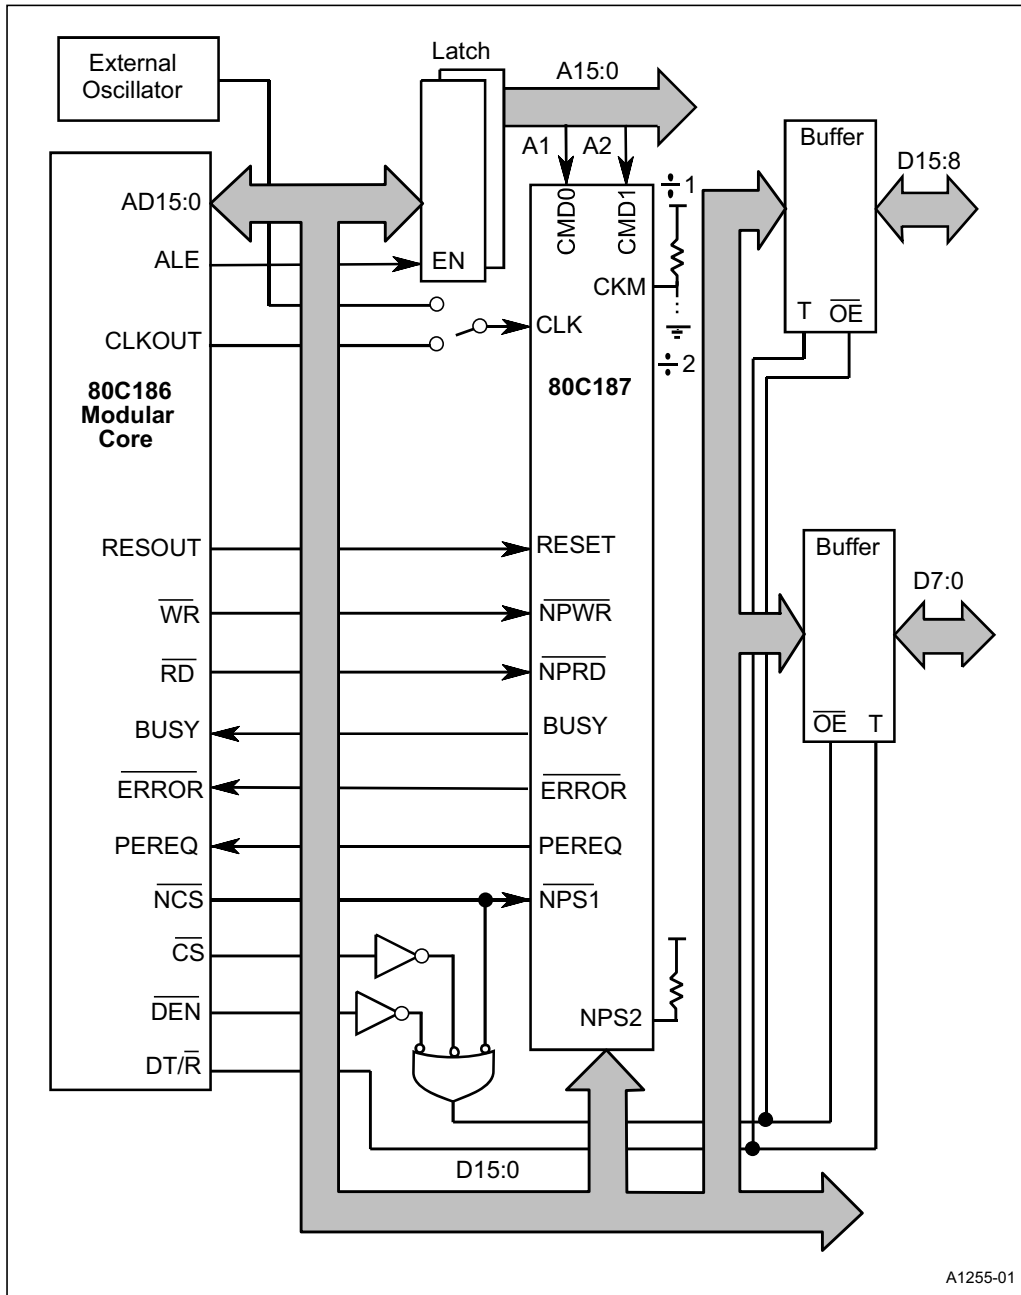 External
Oscillator
Latch
A15:0
A1
A2
Buffer
D15:8
T
OE
AD15:0
ALE
CLKOUT
80C186
Modular
Core
RESOUT
WR
RD
BUSY
ERROR
PEREQ
NCS
CS
DEN
DT/R
EN
CMD0
CMD1
÷1
CKM
÷2
CLK
80C187
RESET
NPWR
NPRD
BUSY
ERROR
PEREQ
NPS1
NPS2
Buffer
D7:0
OE
T
D15:0
A1255-01